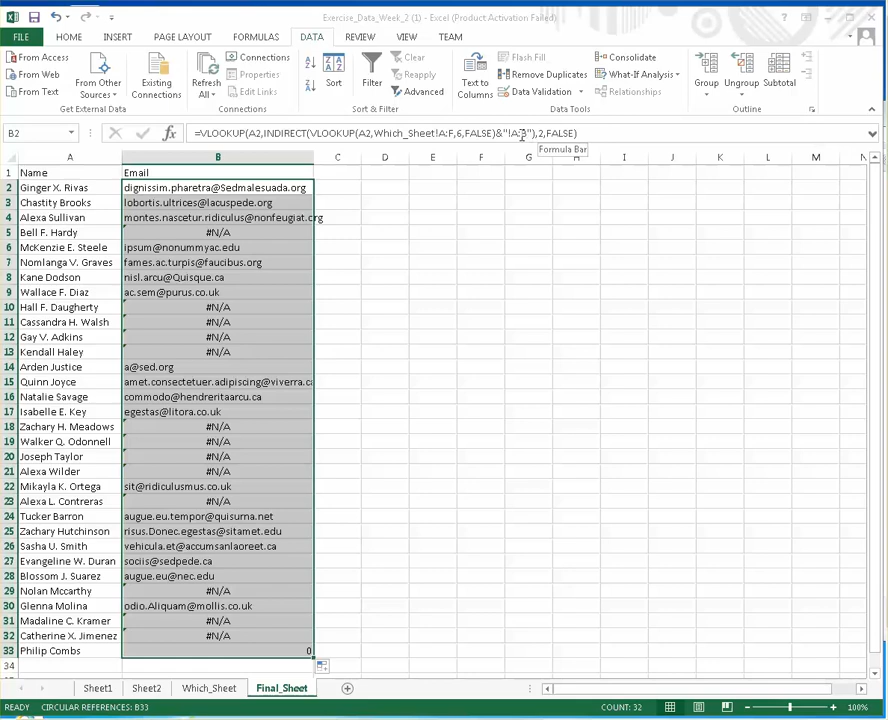 Exercise_Data_Week_2 (1) - Excel (Product Activation Failed)
FILE HOME INSERT PAGE LAYOUT FORMULAS DATA REVIEW VIEW TEAM
From Access
From Web
From Text
From Other Sources
Existing Connections
Get External Data
Refresh All
Connections
Properties
Edit Links
Connections
Sort
Filter
Clear
Reapply
Advanced
Sort & Filter
Text to Columns
Flash Fill
Remove Duplicates
Data Validation
Consolidate
What-If Analysis
Relationships
Data Tools
Group
Ungroup
Subtotal
Outline
B2 fx =VLOOKUP(A2,INDIRECT(VLOOKUP(A2,Which_Sheet!A:F,6,FALSE)&"!A:B"),2,FALSE)
Formula Bar
A B C D E F G H I J K L M N
1 Name Email
2 Ginger X. Rivas dignissim.pharetra@Sedmalesuada.org
3 Chastity Brooks lobortis.ultrices@lacuspede.org
4 Alexa Sullivan montes.nascetur.ridiculus@nonfeugiat.org
5 Bell F. Hardy #N/A
6 McKenzie E. Steele ipsum@nonummyac.edu
7 Nomlanga V. Graves fames.ac.turpis@faucibus.org
8 Kane Dodson nisl.arcu@Quisque.ca
9 Wallace F. Diaz ac.sem@purus.co.uk
10 Hall F. Daugherty #N/A
11 Cassandra H. Walsh #N/A
12 Gay V. Adkins #N/A
13 Kendall Haley #N/A
14 Arden Justice a@sed.org
15 Quinn Joyce amet.consectetuer.adipiscing@viverra.ca
16 Natalie Savage commodo@hendreritaarcu.ca
17 Isabelle E. Key egestas@litora.co.uk
18 Zachary H. Meadows #N/A
19 Walker Q. Odonnell #N/A
20 Joseph Taylor #N/A
21 Alexa Wilder #N/A
22 Mikayla K. Ortega sit@ridiculusmus.co.uk
23 Alexa L. Contreras #N/A
24 Tucker Barron augue.eu.tempor@quisurna.net
25 Zachary Hutchinson risus.Donec.egestas@sitamet.edu
26 Sasha U. Smith vehicula.et@accumsanlaoreet.ca
27 Evangeline W. Duran sociis@sedpede.ca
28 Blossom J. Suarez augue.eu@nec.edu
29 Nolan Mccarthy #N/A
30 Glenna Molina odio.Aliquam@mollis.co.uk
31 Madaline C. Kramer #N/A
32 Catherine X. Jimenez #N/A
33 Philip Combs 0
34
Sheet1 Sheet2 Which_Sheet Final_Sheet
READY CIRCULAR REFERENCES: B33 COUNT: 32 100%